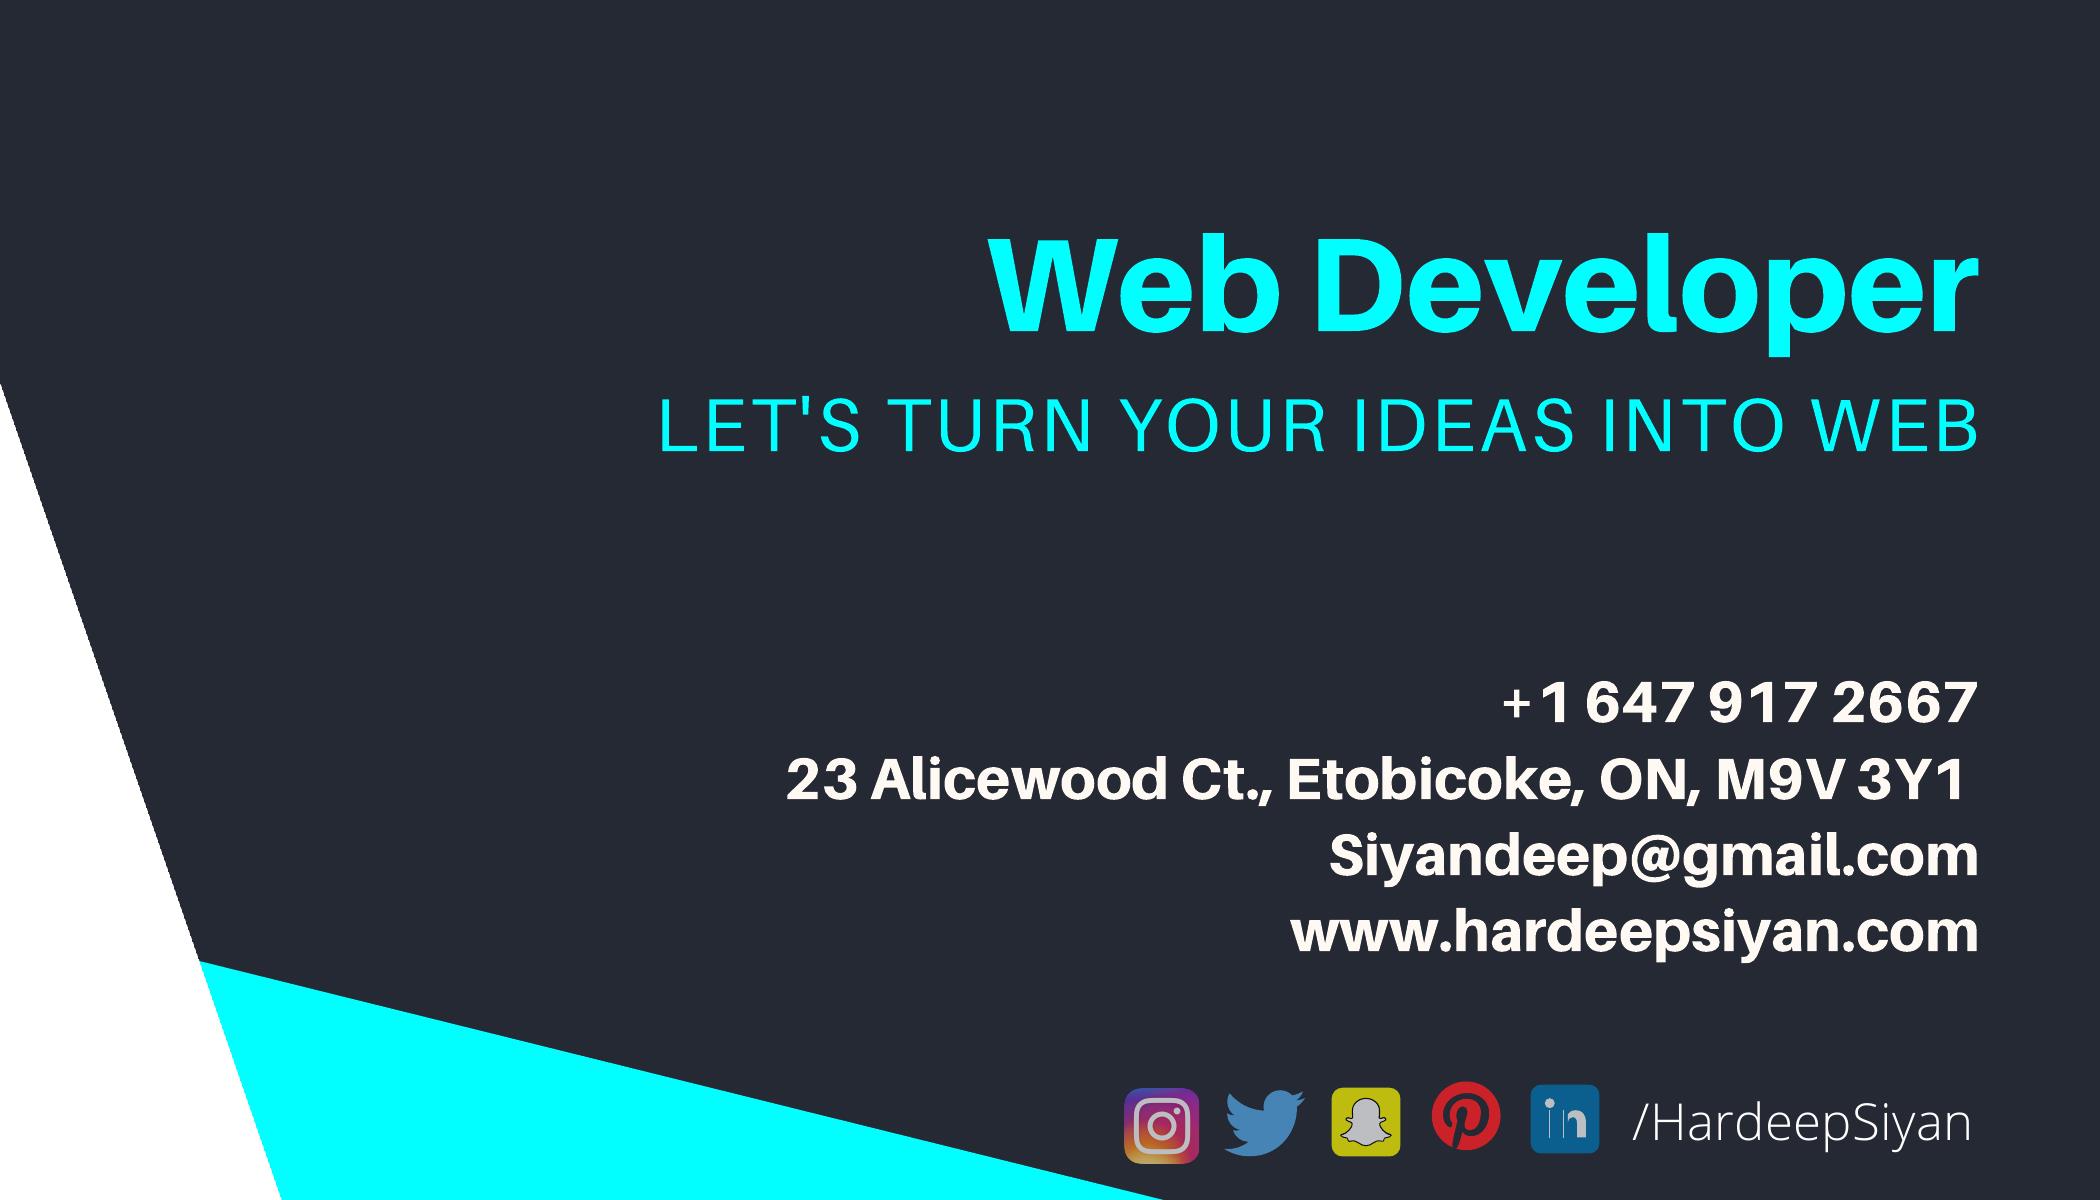 Web Developer
LET'S TURN YOUR IDEAS INTO WEB
+1 647 917 2667
23 Alicewood Ct., Etobicoke, ON, M9V 3Y1
Siyandeep@gmail.com
www.hardeepsiyan.com
in /HardeepSiyan